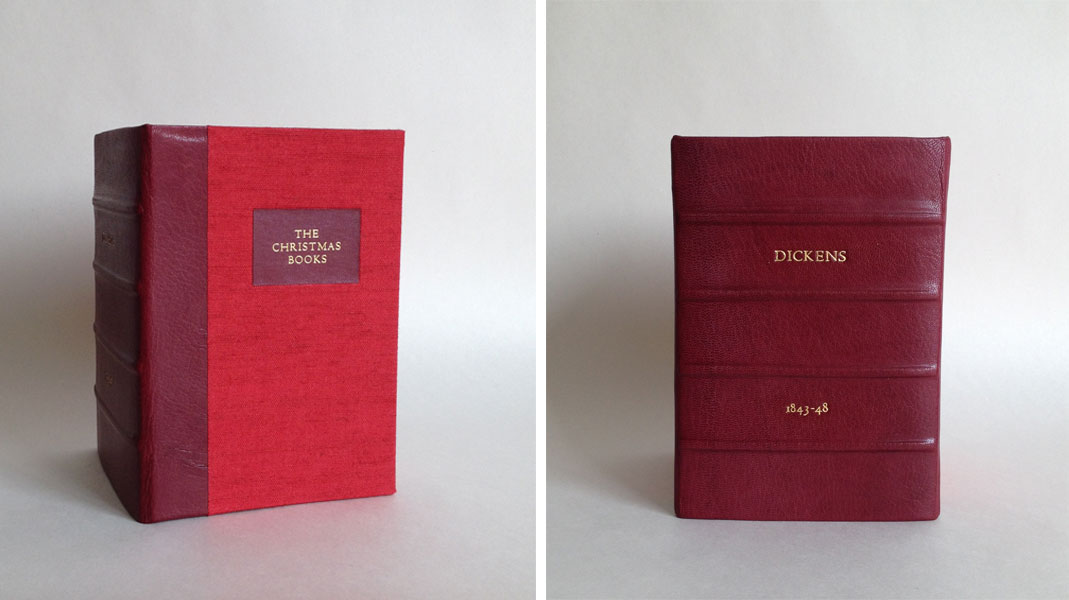 THE
CHRISTMAS
BOOKS
DICKENS
1843-48